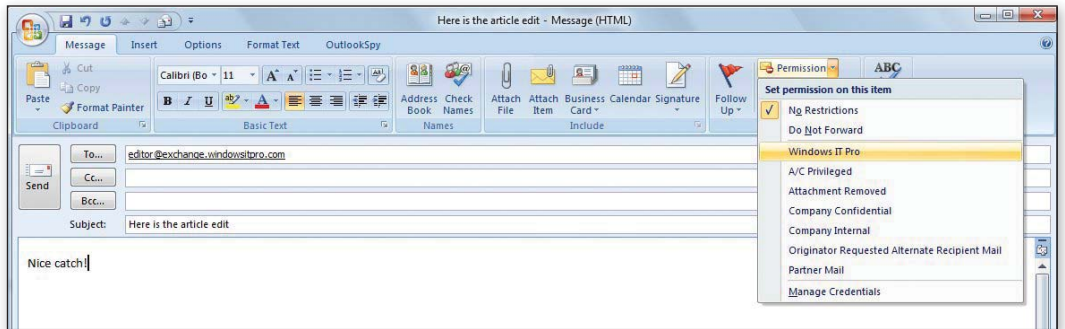 Here is the article edit - Message (HTML)
Message Insert Options Format Text OutlookSpy
Paste
Cut
Copy
Format Painter
Clipboard
Calibri (Bo 11
B I U
Basic Text
Address Book
Check Names
Names
Attach File
Attach Item
Business Card
Calendar
Signature
Include
Follow Up
Permission
ABC
Set permission on this item
No Restrictions
Do Not Forward
Windows IT Pro
A/C Privileged
Attachment Removed
Company Confidential
Company Internal
Originator Requested Alternate Recipient Mail
Partner Mail
Manage Credentials
Send
To... editor@exchange.windowsitpro.com
Cc...
Bcc...
Subject: Here is the article edit
Nice catch!